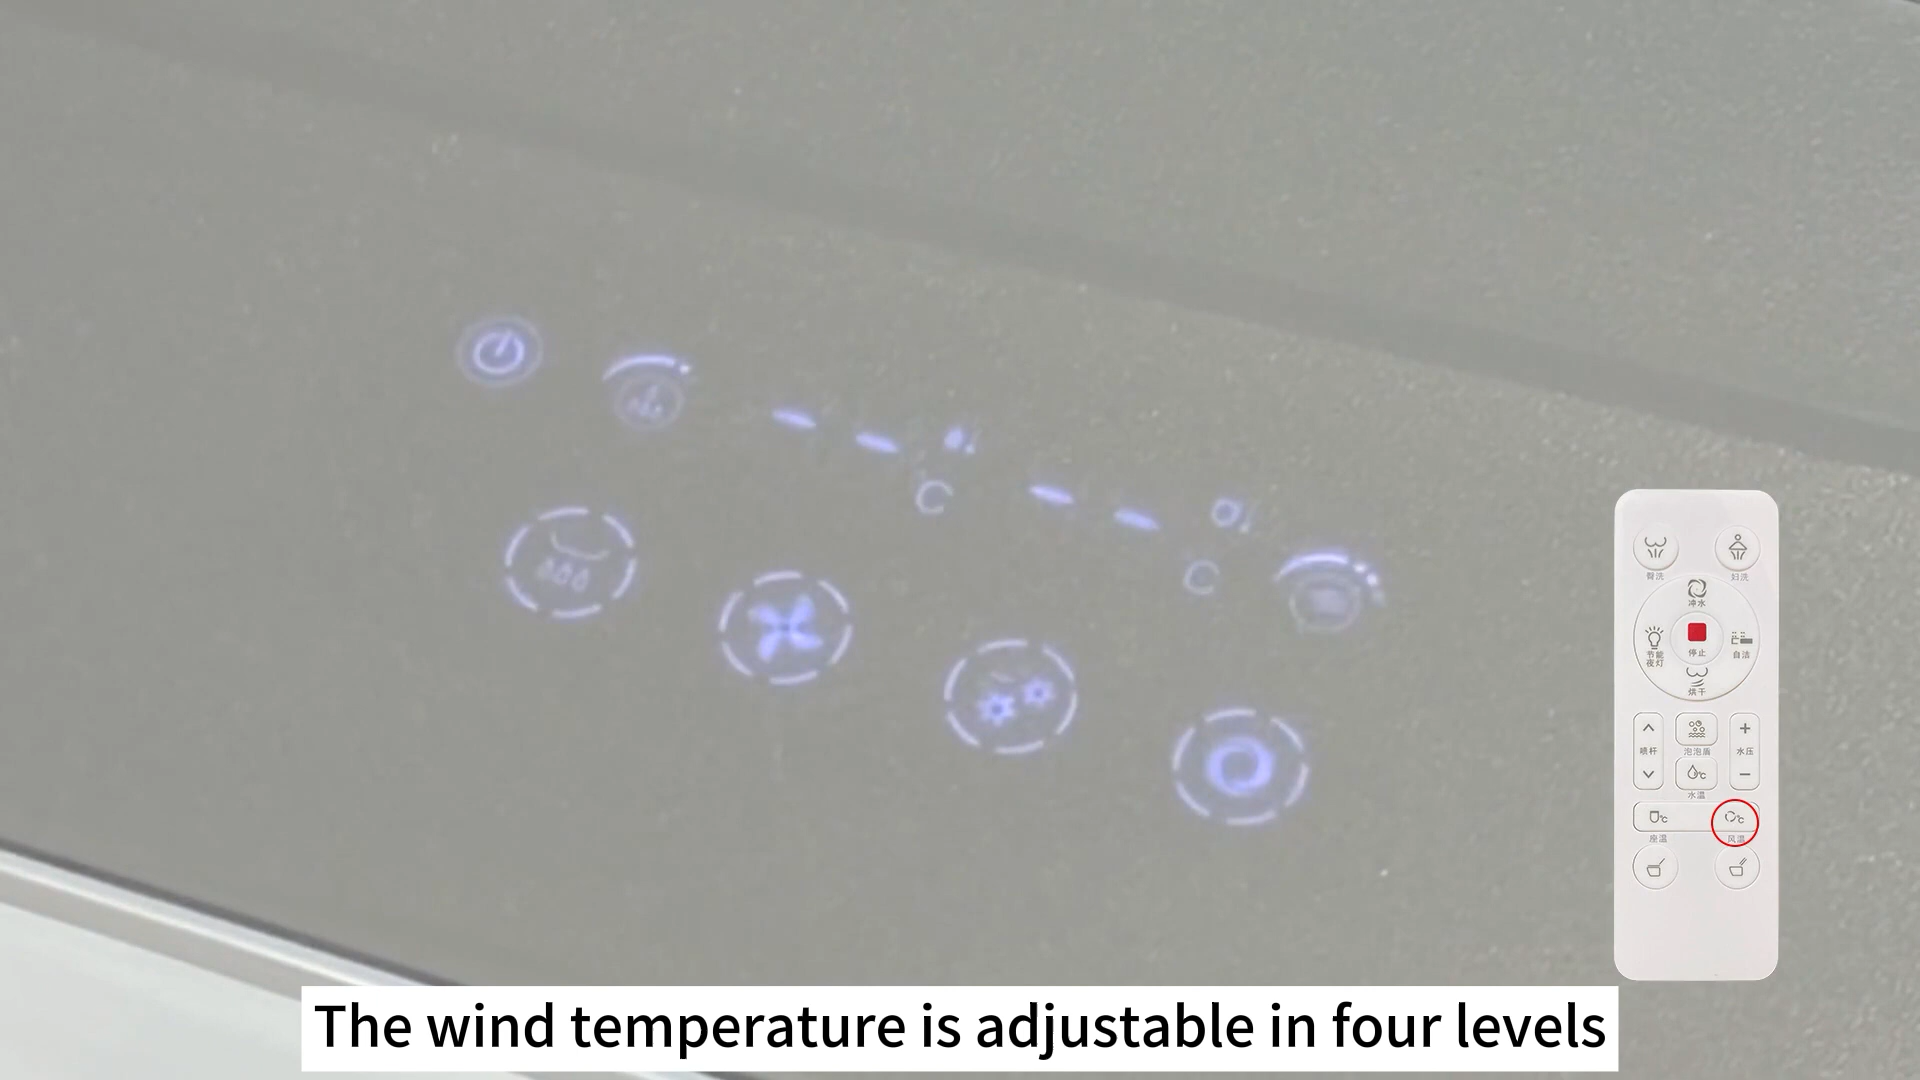 臀洗
妇洗
冲水
节能
夜灯
停止
自洁
烘干
喷杆
泡泡盾
水压
水温
℃
℃
℃
座温
风温
The wind temperature is adjustable in four levels